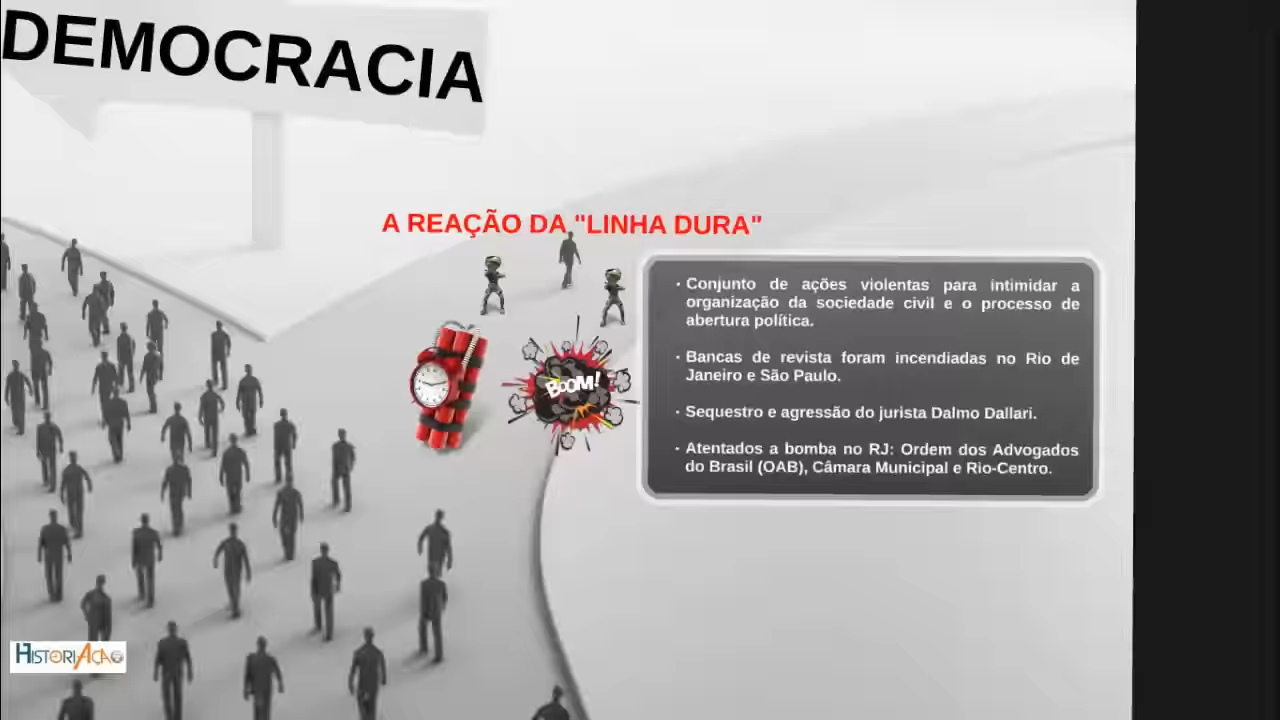 DEMOCRACIA
A REAÇÃO DA "LINHA DURA"
· Conjunto de ações violentas para intimidar a
organização da sociedade civil e o processo de
abertura política.
· Bancas de revista foram incendiadas no Rio de
Janeiro e São Paulo.
· Sequestro e agressão do jurista Dalmo Dallari.
· Atentados a bomba no RJ: Ordem dos Advogados
do Brasil (OAB), Câmara Municipal e Rio-Centro.
BOOM!
HISTORIAÇÃO